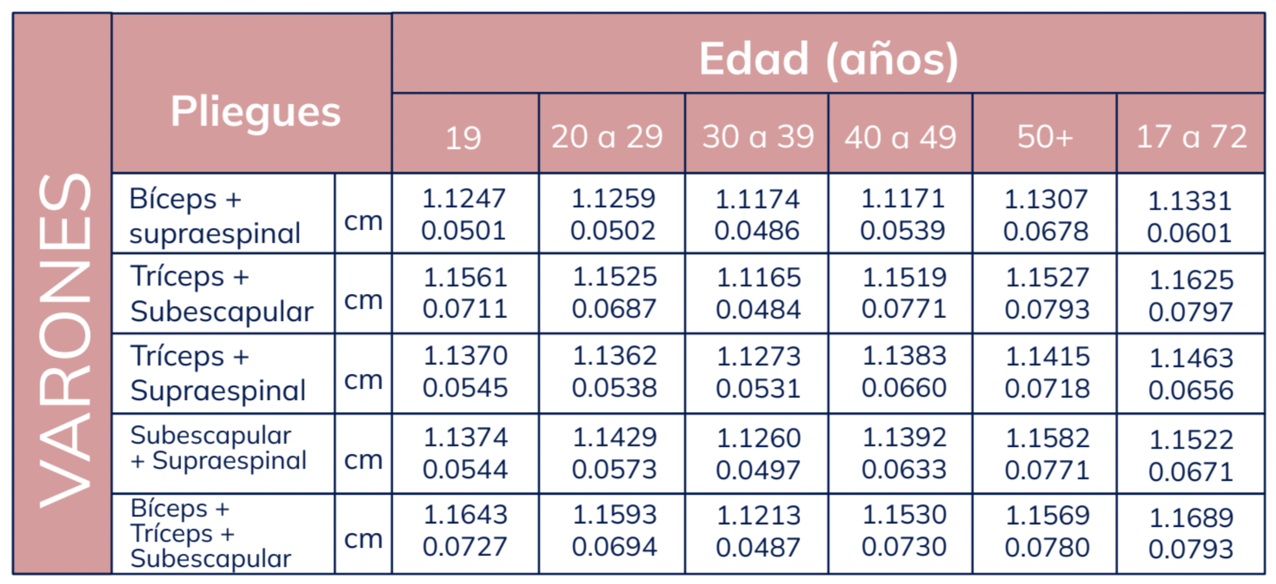 VARONES
Pliegues
Edad (años)
19 20 a 29 30 a 39 40 a 49 50+ 17 a 72
Bíceps +
supraespinal
cm
1.1247 1.1259 1.1174 1.1171 1.1307 1.1331
0.0501 0.0502 0.0486 0.0539 0.0678 0.0601
Tríceps +
Subescapular
cm
1.1561 1.1525 1.1165 1.1519 1.1527 1.1625
0.0711 0.0687 0.0484 0.0771 0.0793 0.0797
Tríceps +
Supraespinal
cm
1.1370 1.1362 1.1273 1.1383 1.1415 1.1463
0.0545 0.0538 0.0531 0.0660 0.0718 0.0656
Subescapular
+ Supraespinal
cm
1.1374 1.1429 1.1260 1.1392 1.1582 1.1522
0.0544 0.0573 0.0497 0.0633 0.0771 0.0671
Bíceps +
Tríceps +
Subescapular
cm
1.1643 1.1593 1.1213 1.1530 1.1569 1.1689
0.0727 0.0694 0.0487 0.0730 0.0780 0.0793